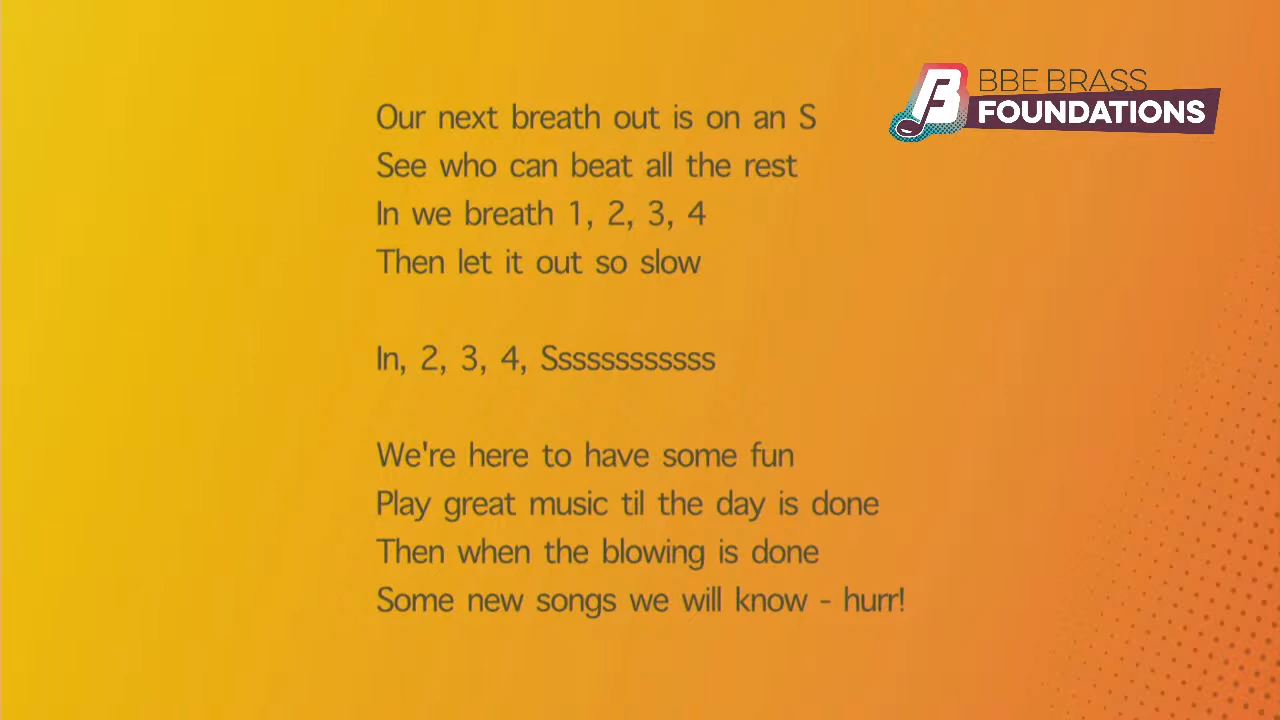 BBE BRASS
FOUNDATIONS
Our next breath out is on an S
See who can beat all the rest
In we breath 1, 2, 3, 4
Then let it out so slow
In, 2, 3, 4, Ssssssssssss
We're here to have some fun
Play great music til the day is done
Then when the blowing is done
Some new songs we will know - hurr!